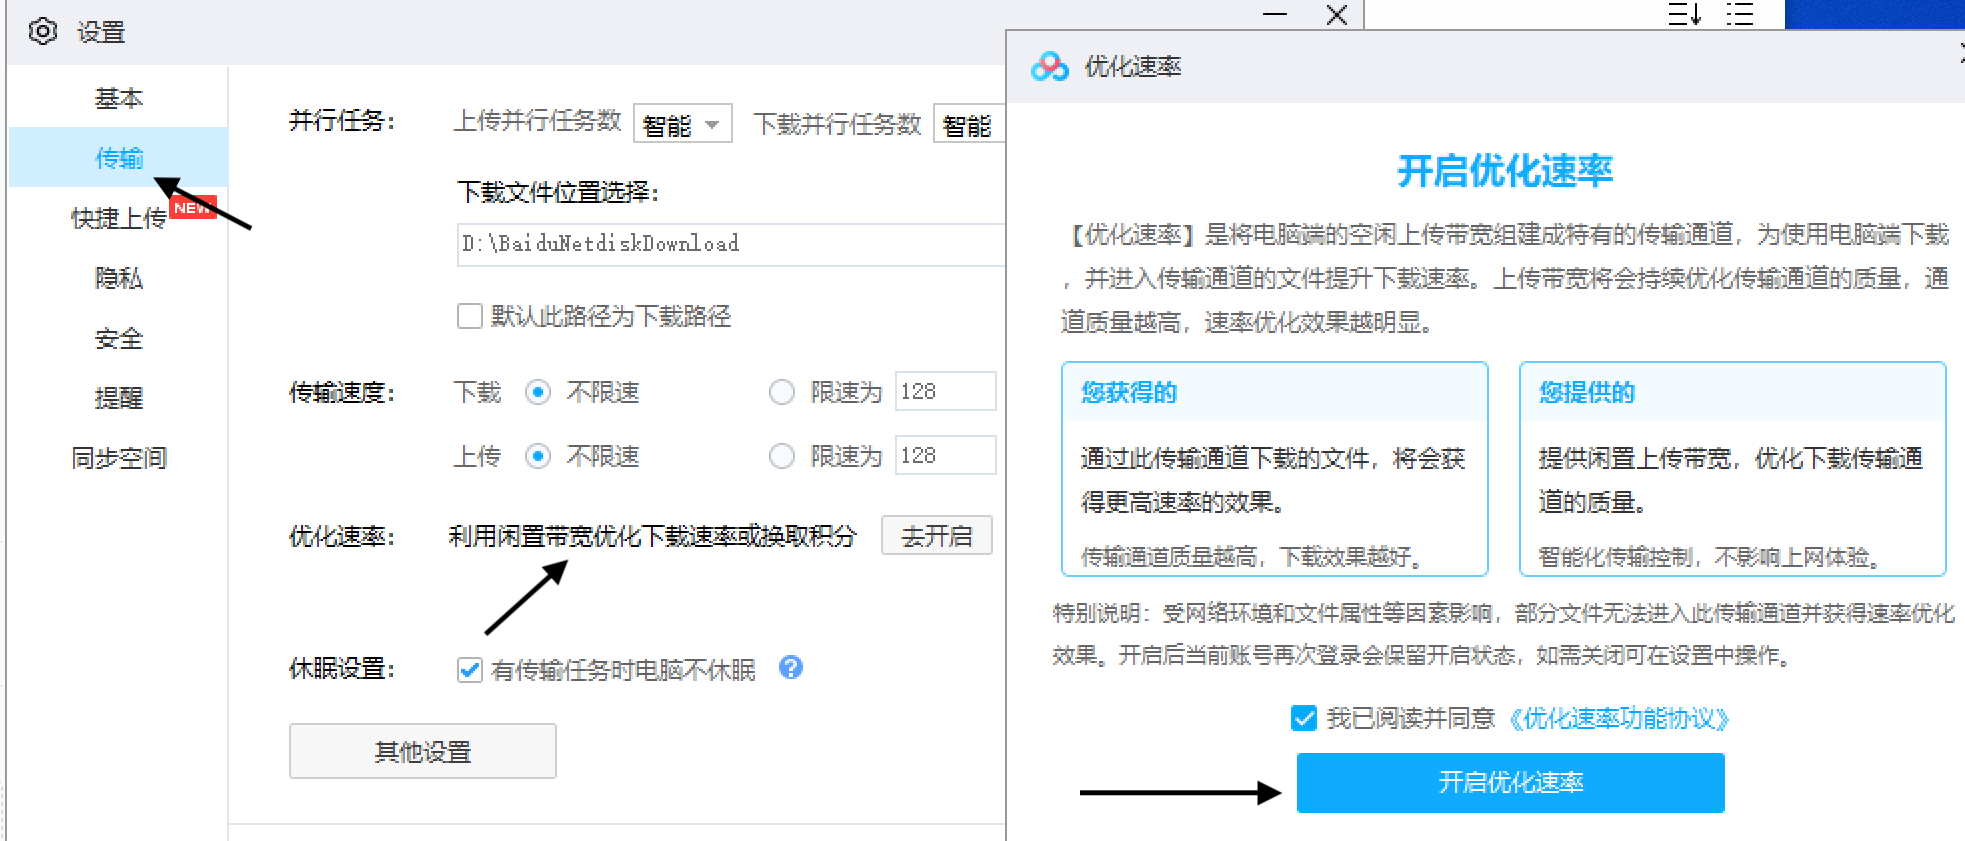 设置
基本
传输
快捷上传 NEW
隐私
安全
提醒
同步空间
并行任务： 上传并行任务数 智能 下载并行任务数 智能
下载文件位置选择：
D:\BaiduNetdiskDownload
默认此路径为下载路径
传输速度： 下载 不限速 限速为 128
上传 不限速 限速为 128
优化速率： 利用闲置带宽优化下载速率或换取积分 去开启
休眠设置： 有传输任务时电脑不休眠 ?
其他设置
优化速率
开启优化速率
【优化速率】是将电脑端的空闲上传带宽组建成特有的传输通道，为使用电脑端下载
，并进入传输通道的文件提升下载速率。上传带宽将会持续优化传输通道的质量，通
道质量越高，速率优化效果越明显。
您获得的
通过此传输通道下载的文件，将会获
得更高速率的效果。
传输通道质量越高，下载效果越好。
您提供的
提供闲置上传带宽，优化下载传输通
道的质量。
智能化传输控制，不影响上网体验。
特别说明：受网络环境和文件属性等因素影响，部分文件无法进入此传输通道并获得速率优化
效果。开启后当前账号再次登录会保留开启状态，如需关闭可在设置中操作。
我已阅读并同意 《优化速率功能协议》
开启优化速率